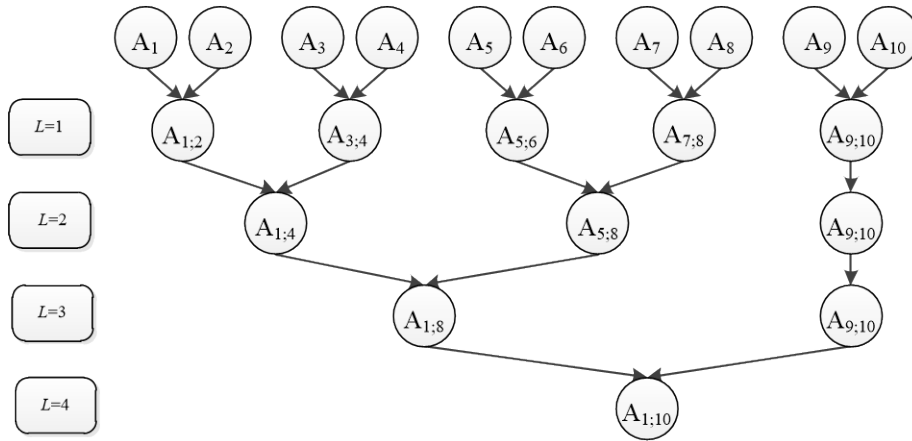 A1 A2 A3 A4 A5 A6 A7 A8 A9 A10
L=1 A1;2 A3;4 A5;6 A7;8 A9;10
L=2 A1;4 A5;8 A9;10
L=3 A1;8 A9;10
L=4 A1;10